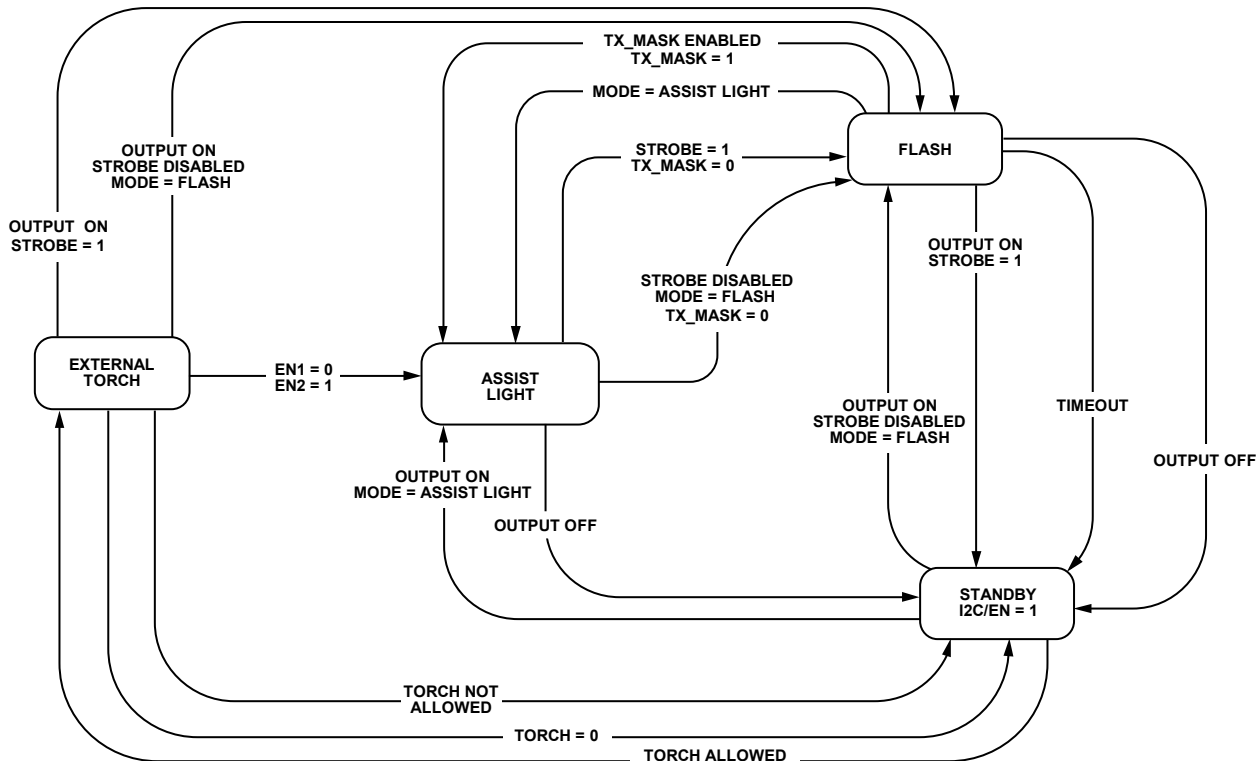 TX_MASK ENABLED
TX_MASK = 1
MODE = ASSIST LIGHT
OUTPUT ON
STROBE DISABLED
MODE = FLASH
STROBE = 1
TX_MASK = 0
FLASH
OUTPUT ON
STROBE = 1
OUTPUT ON
STROBE = 1
STROBE DISABLED
MODE = FLASH
TX_MASK = 0
EXTERNAL
TORCH
EN1 = 0
EN2 = 1
ASSIST
LIGHT
OUTPUT ON
STROBE DISABLED
MODE = FLASH
TIMEOUT
OUTPUT OFF
OUTPUT ON
MODE = ASSIST LIGHT
OUTPUT OFF
STANDBY
I2C/EN = 1
TORCH NOT
ALLOWED
TORCH = 0
TORCH ALLOWED